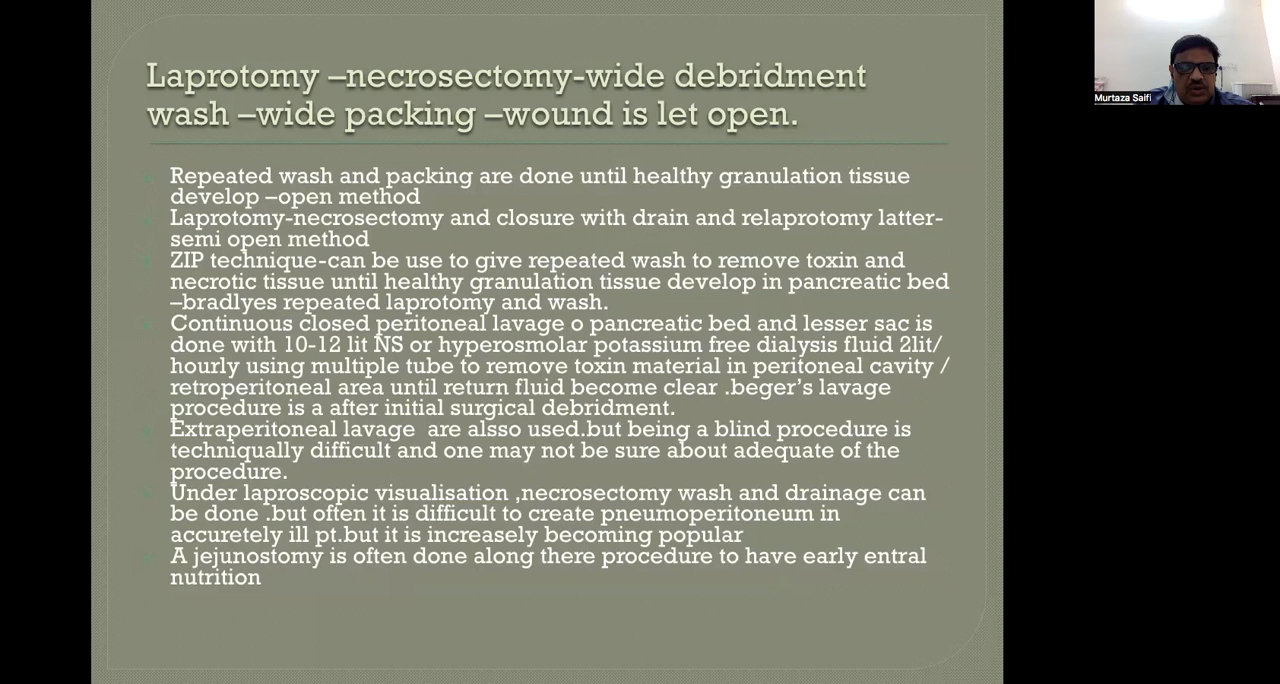 Laprotomy –necrosectomy-wide debridment
wash –wide packing –wound is let open.
Repeated wash and packing are done until healthy granulation tissue
develop –open method
Laprotomy-necrosectomy and closure with drain and relaprotomy latter-
semi open method
ZIP technique-can be use to give repeated wash to remove toxin and
necrotic tissue until healthy granulation tissue develop in pancreatic bed
–bradlyes repeated laprotomy and wash.
Continuous closed peritoneal lavage o pancreatic bed and lesser sac is
done with 10-12 lit NS or hyperosmolar potassium free dialysis fluid 2lit/
hourly using multiple tube to remove toxin material in peritoneal cavity /
retroperitoneal area until return fluid become clear .beger’s lavage
procedure is a after initial surgical debridment.
Extraperitoneal lavage  are alsso used.but being a blind procedure is
techniqually difficult and one may not be sure about adequate of the
procedure.
Under laproscopic visualisation ,necrosectomy wash and drainage can
be done .but often it is difficult to create pneumoperitoneum in
accuretely ill pt.but it is increasely becoming popular
A jejunostomy is often done along there procedure to have early entral
nutrition
Murtaza Saifi